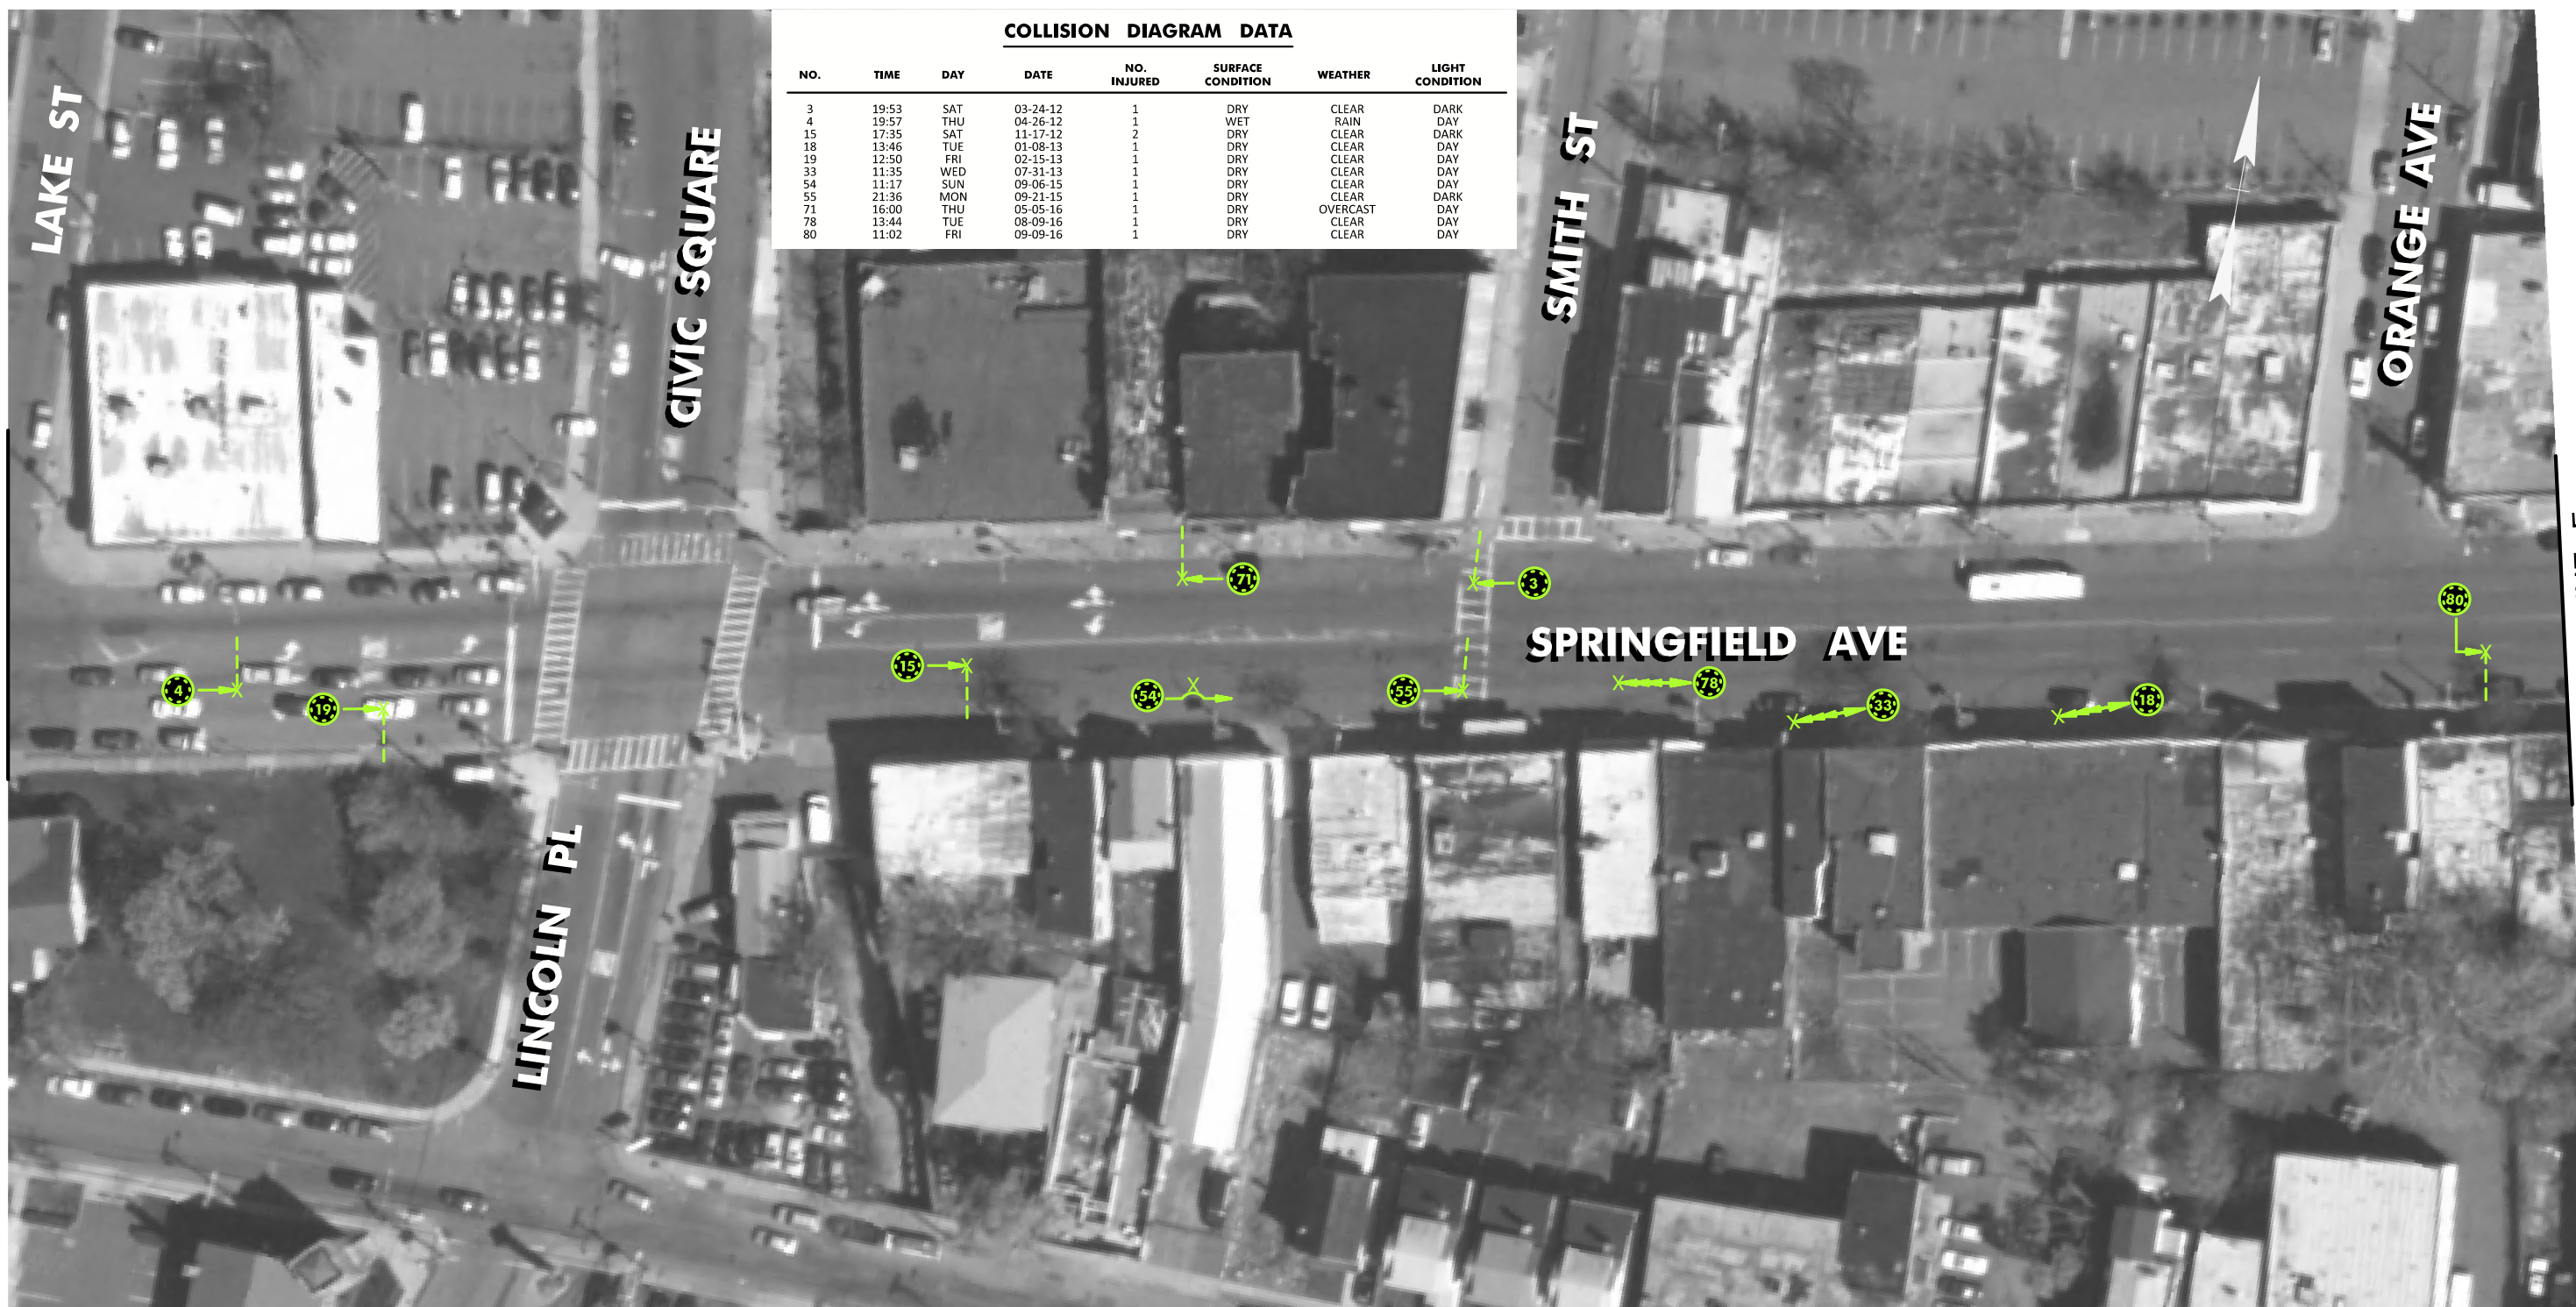 COLLISION DIAGRAM DATA
NO. TIME DAY DATE NO. INJURED SURFACE CONDITION WEATHER LIGHT CONDITION
3 19:53 SAT 03-24-12 1 DRY CLEAR DARK
4 19:57 THU 04-26-12 1 WET RAIN DAY
15 17:35 SAT 11-17-12 2 DRY CLEAR DARK
18 13:46 TUE 01-08-13 1 DRY CLEAR DAY
19 12:50 FRI 02-15-13 1 DRY CLEAR DAY
33 11:35 WED 07-31-13 1 DRY CLEAR DAY
54 11:17 SUN 09-06-15 1 DRY CLEAR DAY
55 21:36 MON 09-21-15 1 DRY CLEAR DARK
71 16:00 THU 05-05-16 1 DRY OVERCAST DAY
78 13:44 TUE 08-09-16 1 DRY CLEAR DAY
80 11:02 FRI 09-09-16 1 DRY CLEAR DAY
LAKE ST
CIVIC SQUARE
SMITH ST
ORANGE AVE
71
3
80
SPRINGFIELD AVE
15
4
19
54
55
78
33
18
LINCOLN PL